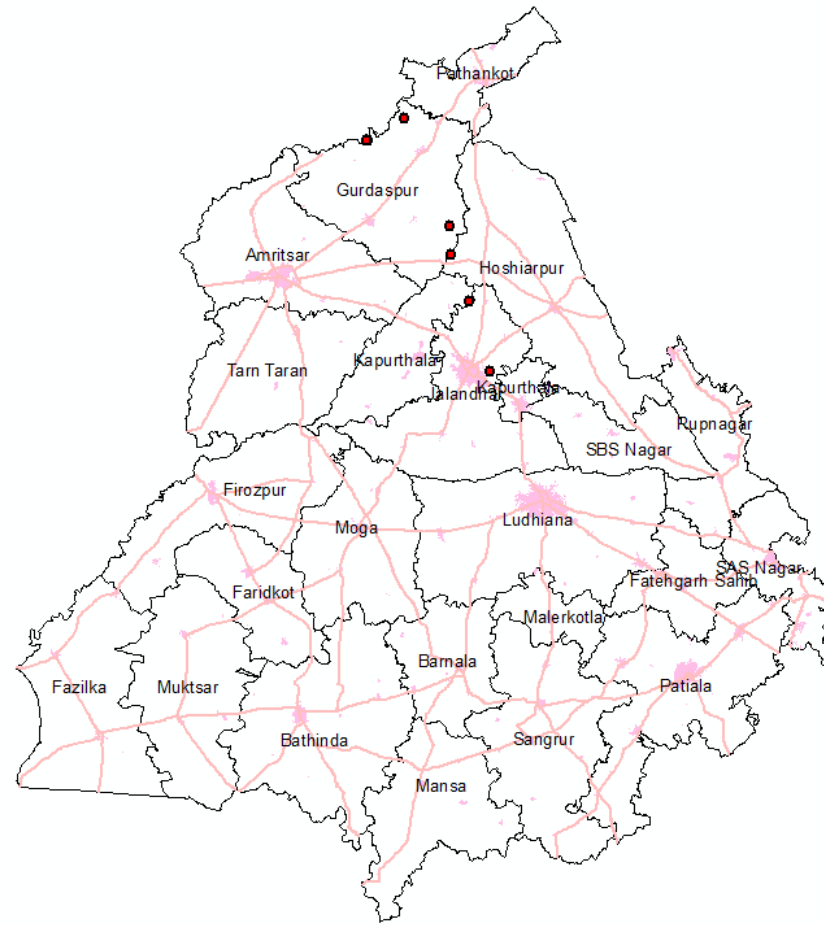 Pathankot
Gurdaspur
Amritsar
Hoshiarpur
Tarn Taran
Kapurthala
Kapurthala
Jalandhar
Rupnagar
SBS Nagar
Firozpur
Moga
Ludhiana
SAS Nagar
Fatehgarh Sahib
Faridkot
Malerkotla
Barnala
Fazilka
Muktsar
Patiala
Bathinda
Sangrur
Mansa